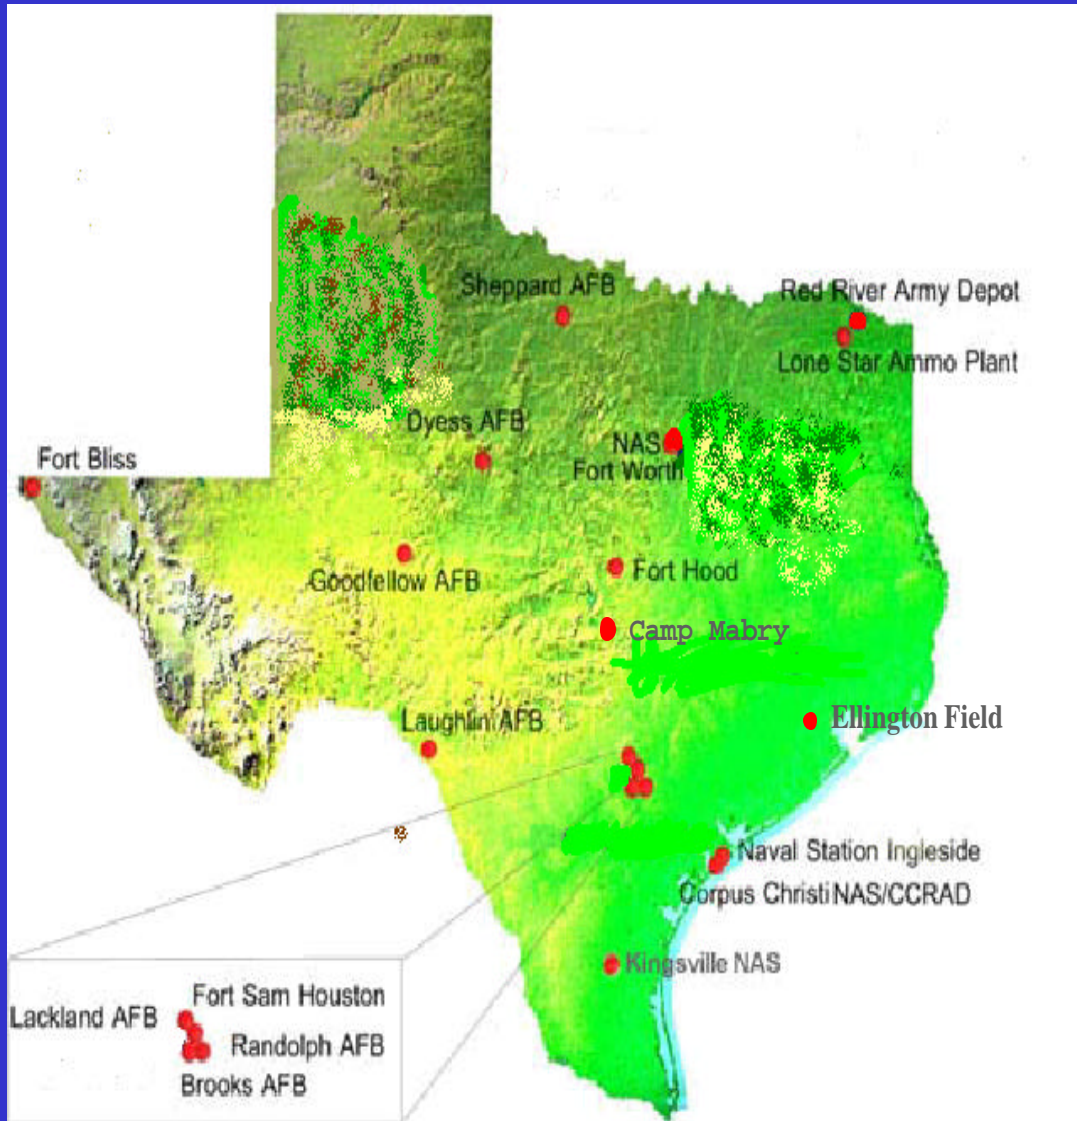 Sheppard AFB
Red River Army Depot
Lone Star Ammo Plant
Dyess AFB
NAS
Fort Worth
Fort Bliss
Goodfellow AFB
Fort Hood
Camp Mabry
Laughlin AFB
Ellington Field
Naval Station Ingleside
Corpus Christi NAS/CCRAD
Kingsville NAS
Fort Sam Houston
Lackland AFB
Randolph AFB
Brooks AFB